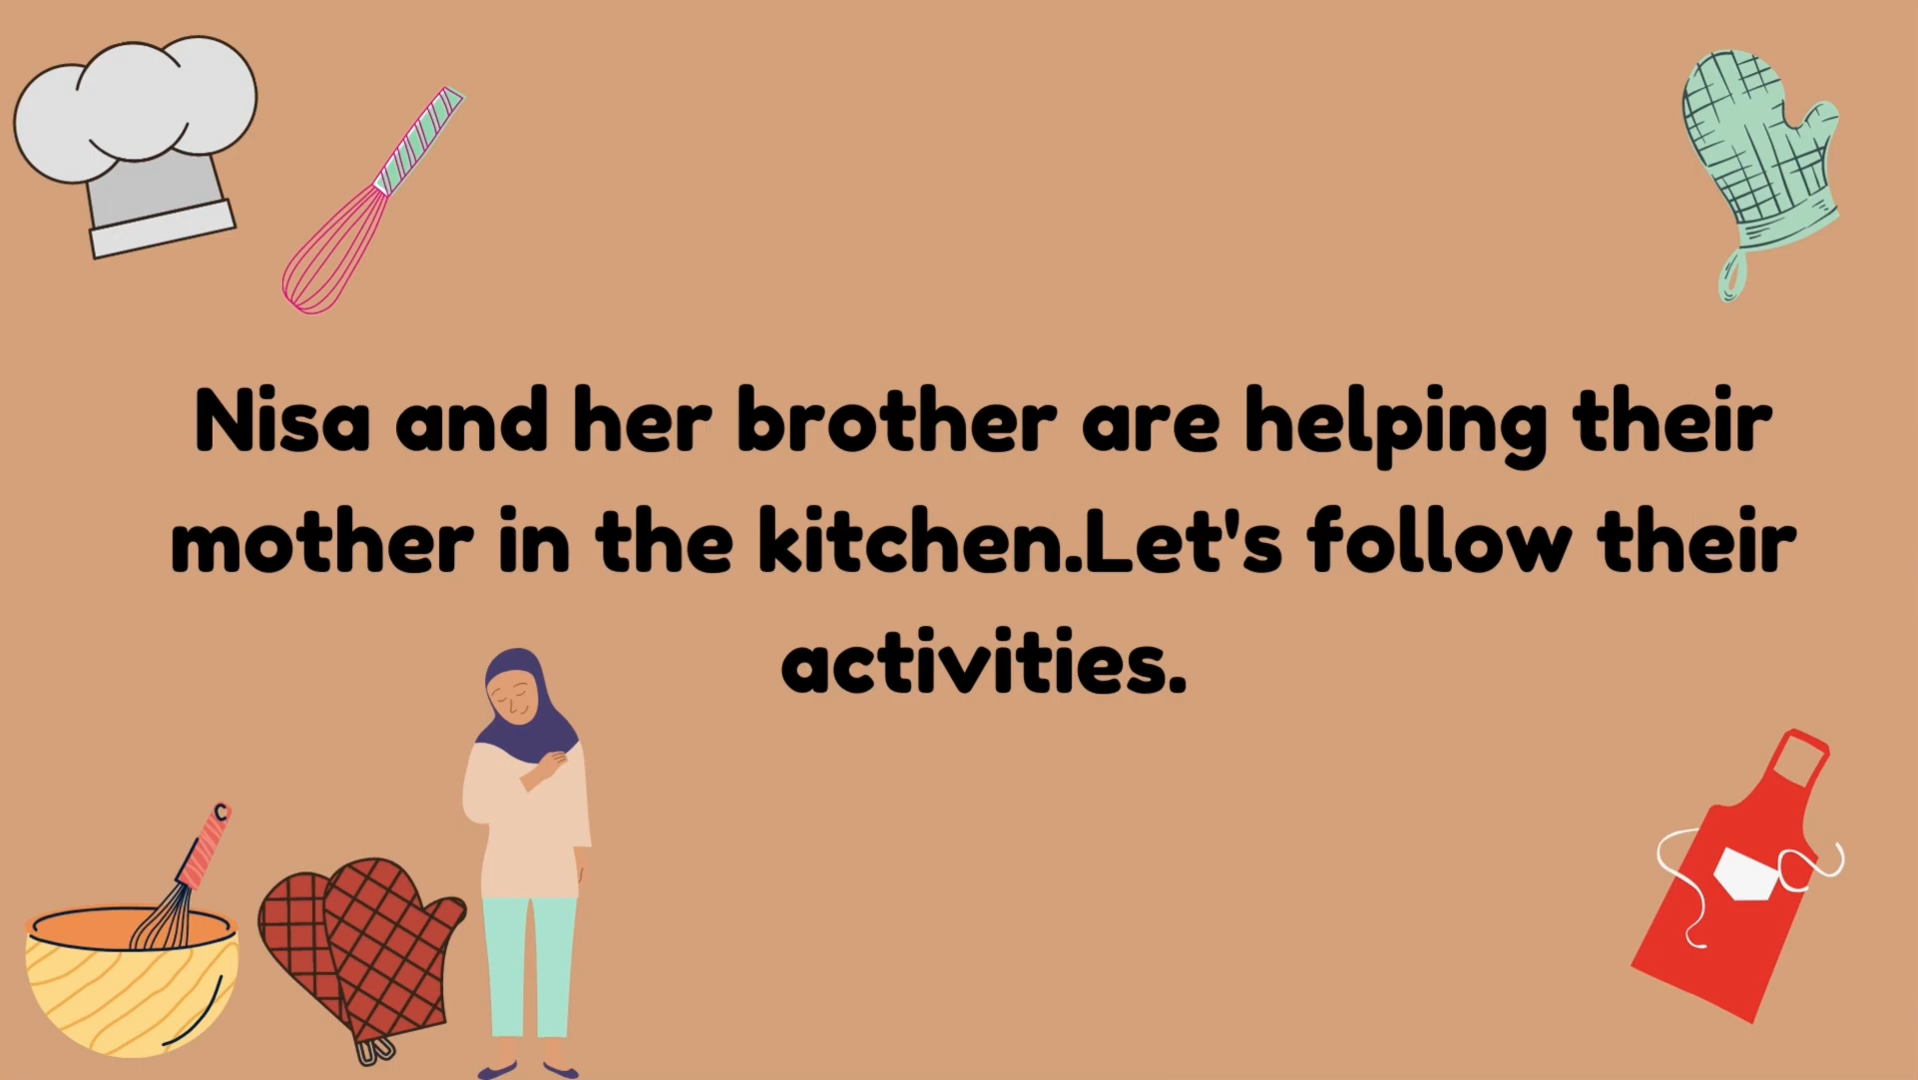 Nisa and her brother are helping their
mother in the kitchen.Let's follow their
activities.